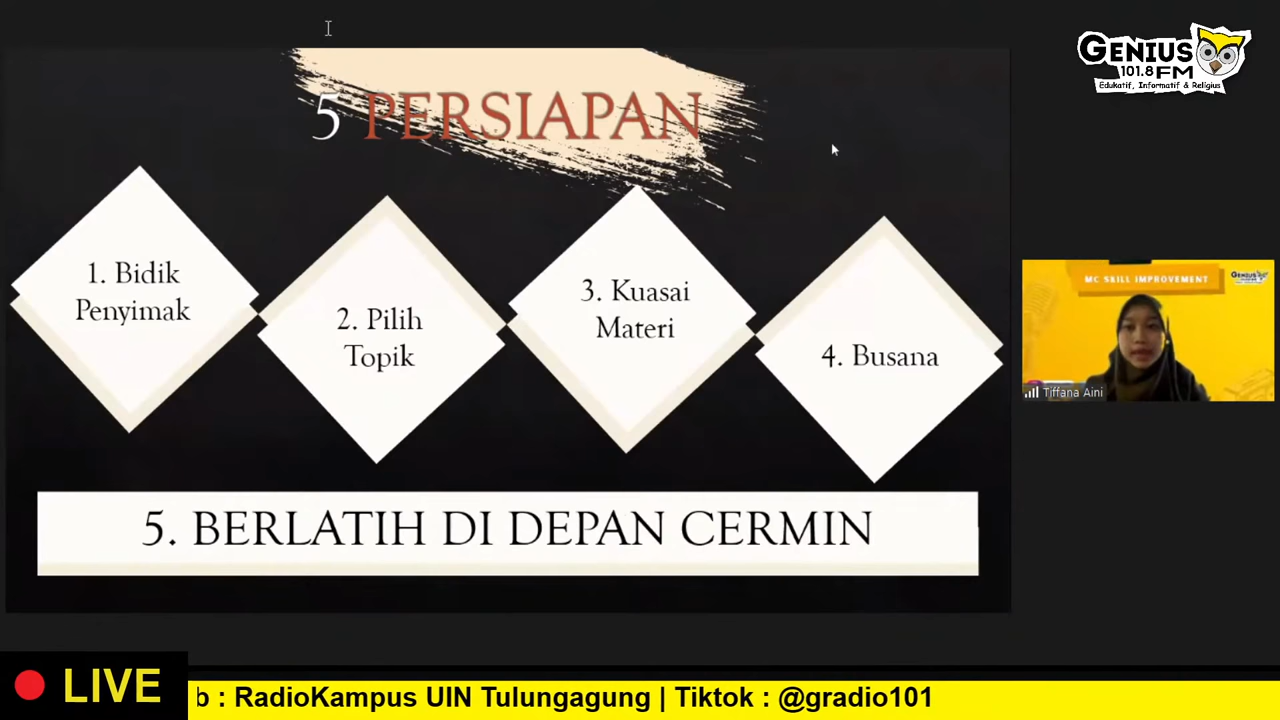 GENIUS
101.8 FM
Edukatif, Informatif & Religius
5 PERSIAPAN
1. Bidik
Penyimak
2. Pilih
Topik
3. Kuasai
Materi
4. Busana
5. BERLATIH DI DEPAN CERMIN
MC SKILL IMPROVEMENT
GENIUS
Tiffana Aini
LIVE
b : RadioKampus UIN Tulungagung | Tiktok : @gradio101